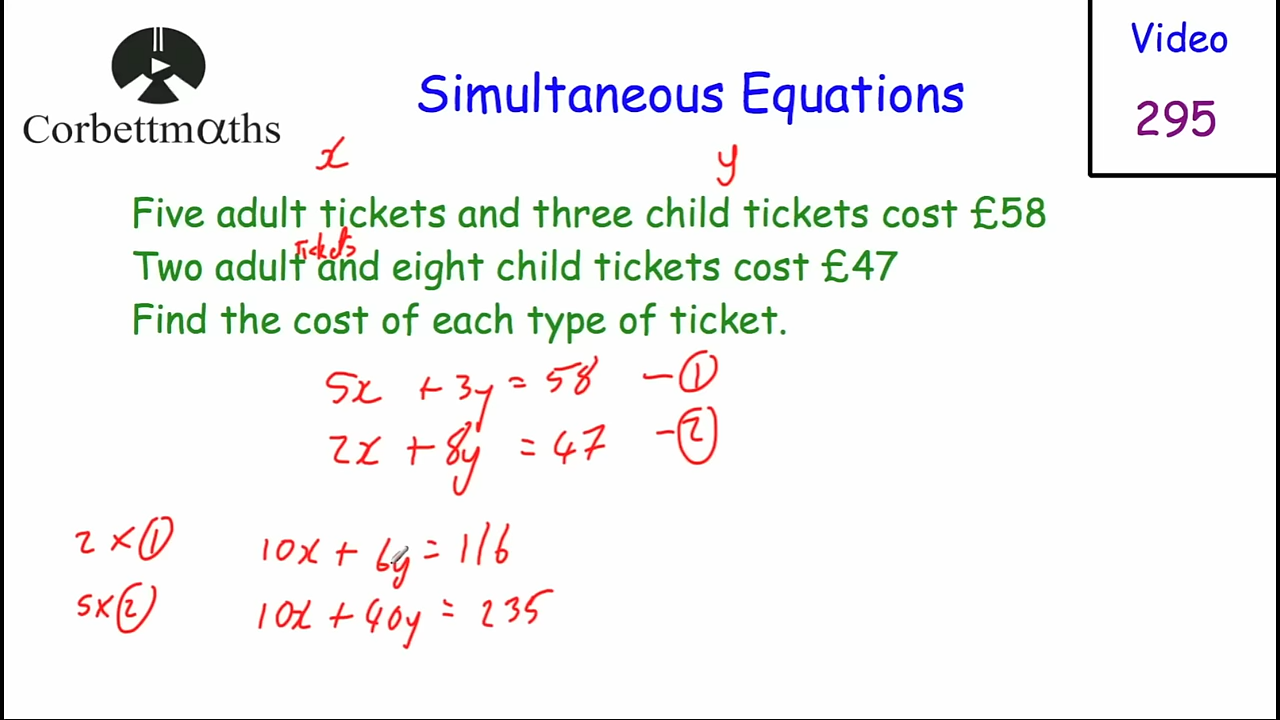 Video
295
Corbettmαths
Simultaneous Equations
x y
Five adult tickets and three child tickets cost £58
Tickets
Two adult and eight child tickets cost £47
Find the cost of each type of ticket.
5x + 3y = 58 - ①
2x + 8y = 47 - ②
2 × ① 10x + 6y = 116
5 × ② 10x + 40y = 235